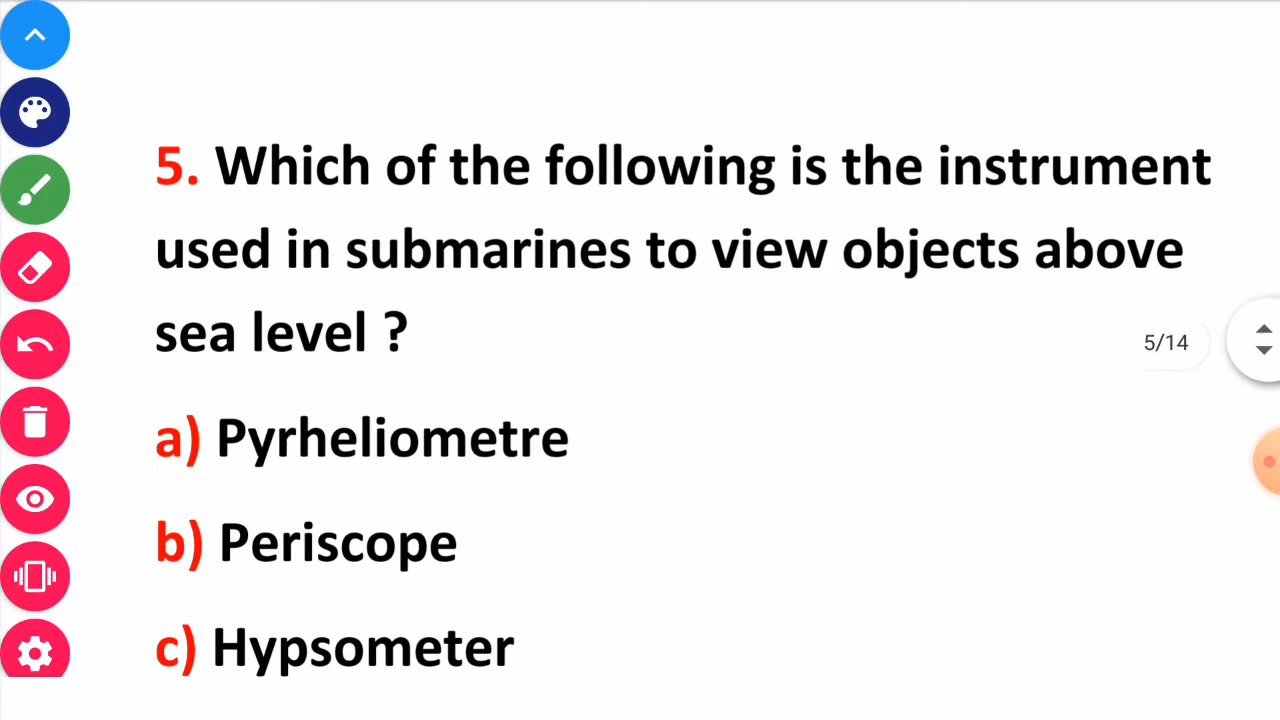 5. Which of the following is the instrument
used in submarines to view objects above
sea level ?
5/14
a) Pyrheliometre
b) Periscope
c) Hypsometer